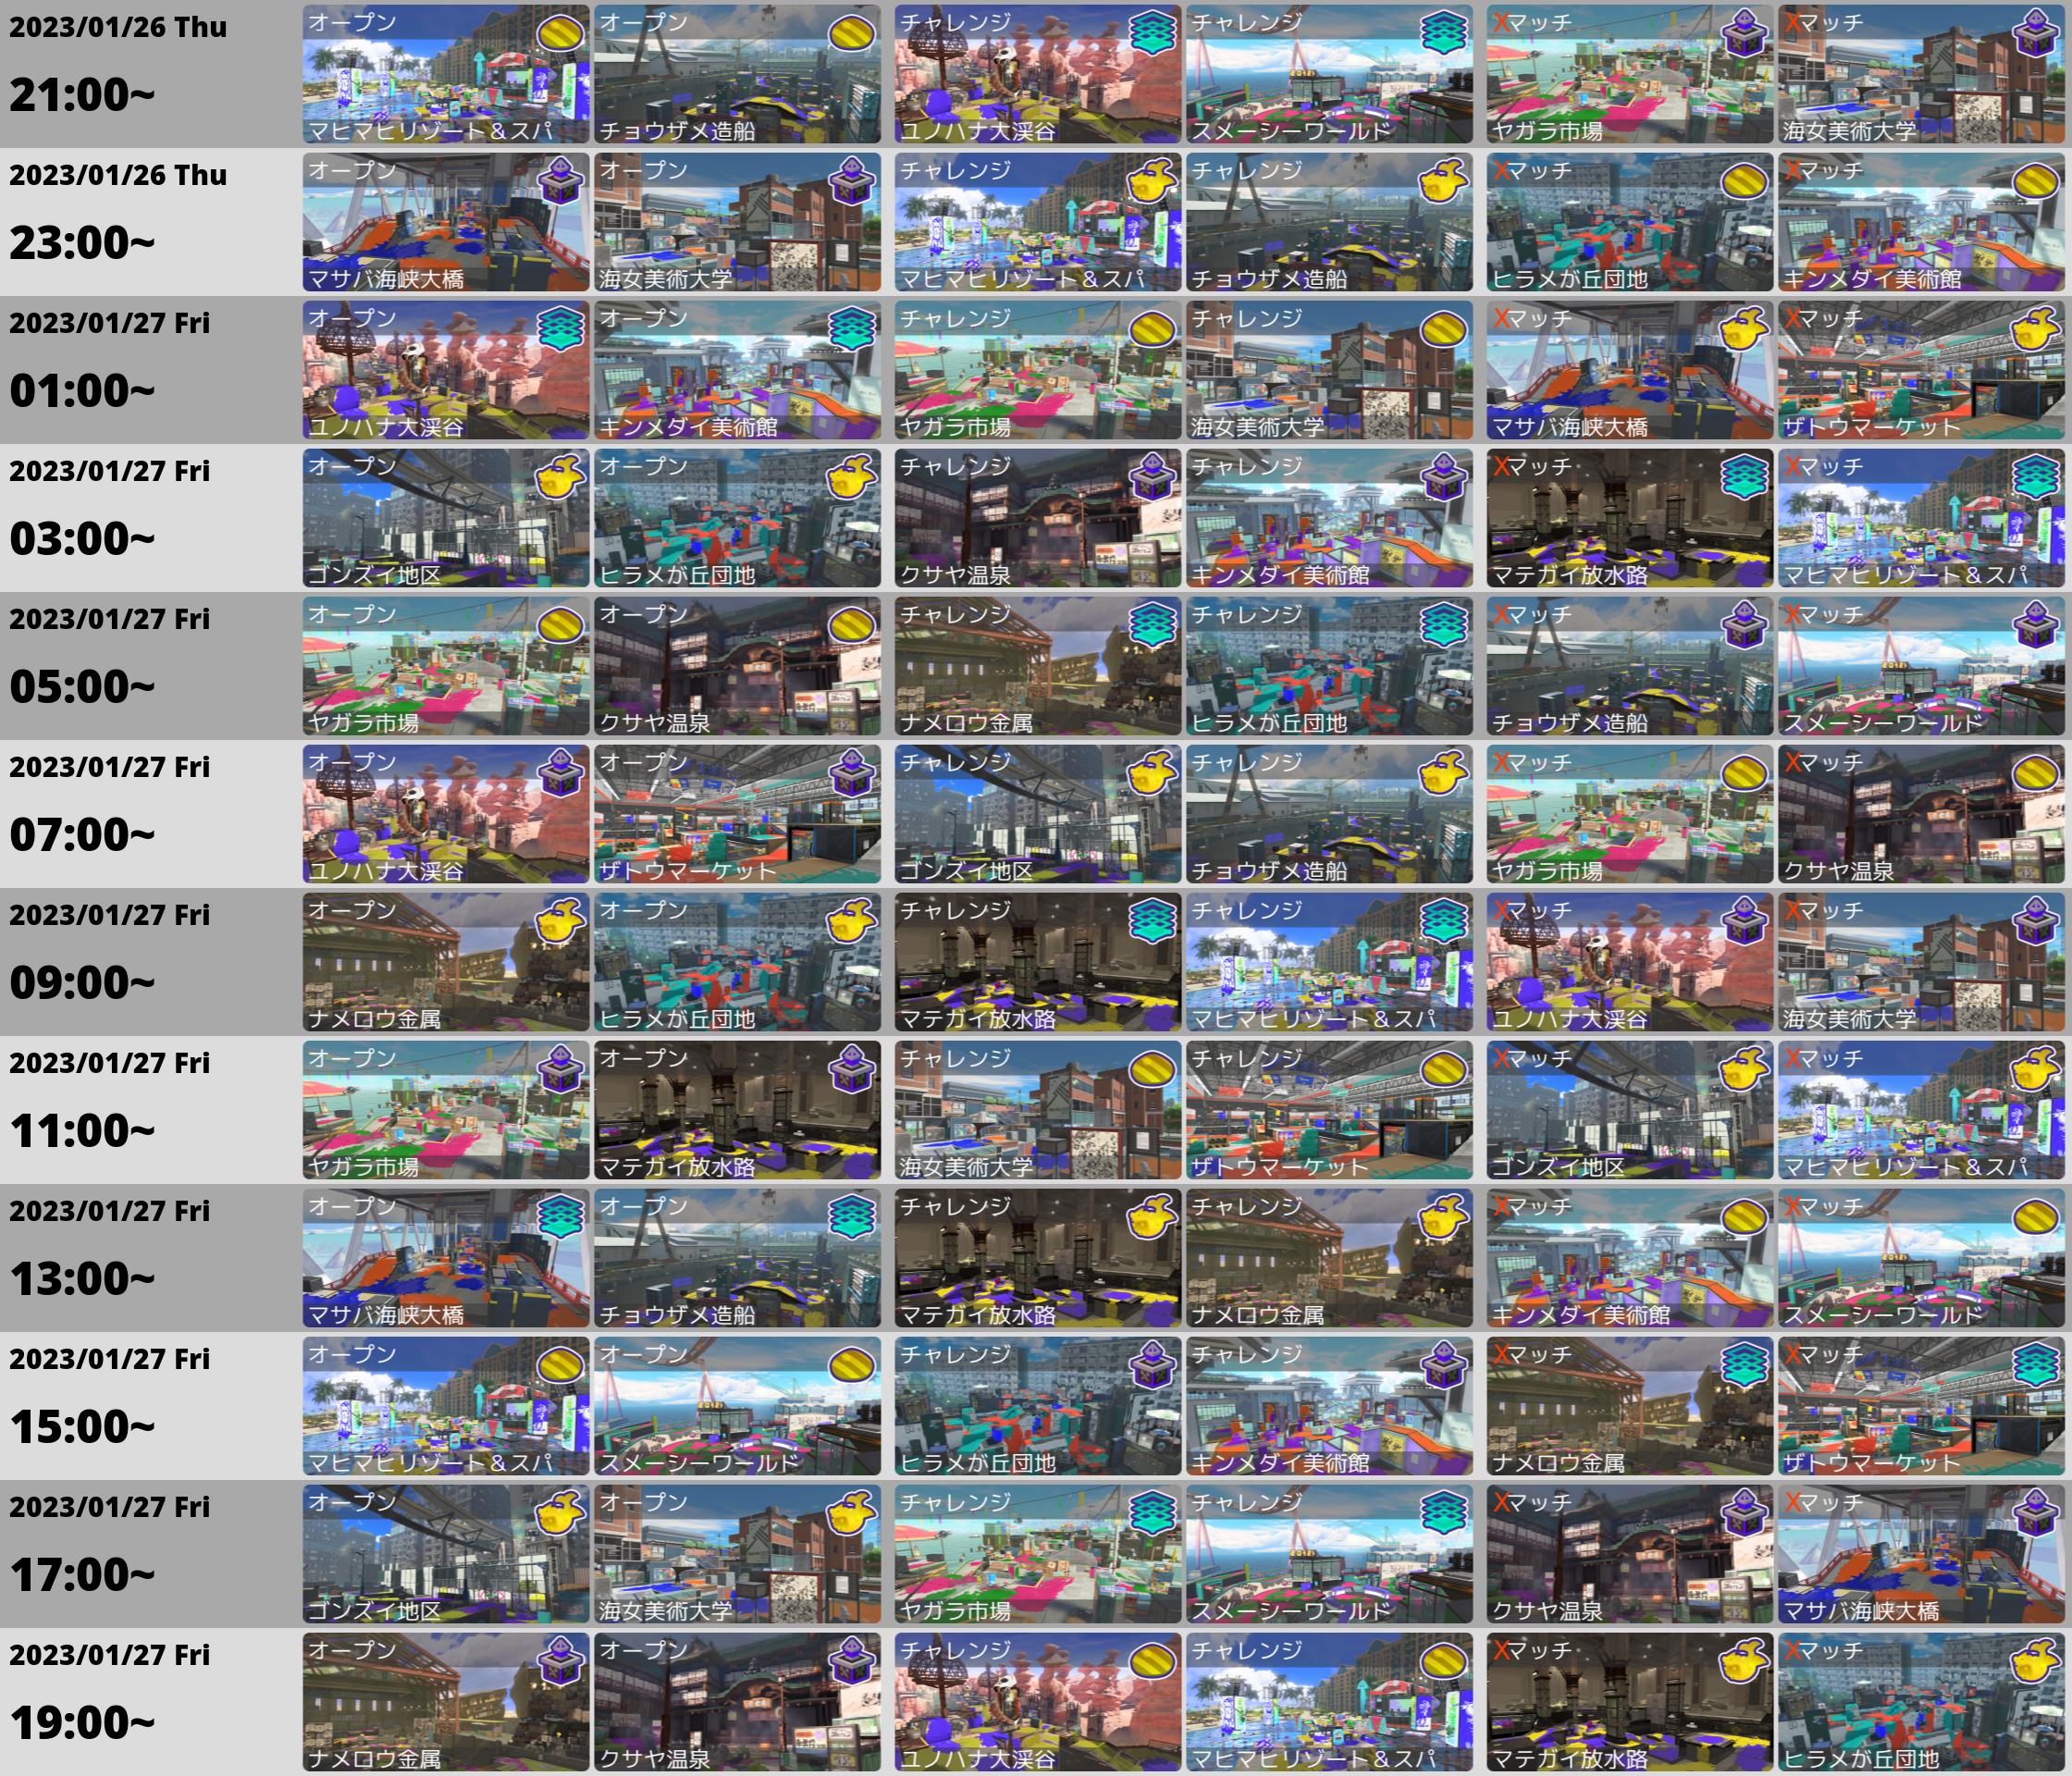 2023/01/26 Thu
21:00~
オープン オープン チャレンジ チャレンジ Xマッチ Xマッチ
マヒマヒリゾート＆スパ チョウザメ造船 ユノハナ大渓谷 スメーシーワールド ヤガラ市場 海女美術大学
2023/01/26 Thu
23:00~
オープン オープン チャレンジ チャレンジ Xマッチ Xマッチ
マサバ海峡大橋 海女美術大学 マヒマヒリゾート＆スパ チョウザメ造船 ヒラメが丘団地 キンメダイ美術館
2023/01/27 Fri
01:00~
オープン オープン チャレンジ チャレンジ Xマッチ Xマッチ
ユノハナ大渓谷 キンメダイ美術館 ヤガラ市場 海女美術大学 マサバ海峡大橋 ザトウマーケット
2023/01/27 Fri
03:00~
オープン オープン チャレンジ チャレンジ Xマッチ Xマッチ
ゴンズイ地区 ヒラメが丘団地 クサヤ温泉 キンメダイ美術館 マテガイ放水路 マヒマヒリゾート＆スパ
2023/01/27 Fri
05:00~
オープン オープン チャレンジ チャレンジ Xマッチ Xマッチ
ヤガラ市場 クサヤ温泉 ナメロウ金属 ヒラメが丘団地 チョウザメ造船 スメーシーワールド
2023/01/27 Fri
07:00~
オープン オープン チャレンジ チャレンジ Xマッチ Xマッチ
ユノハナ大渓谷 ザトウマーケット ゴンズイ地区 チョウザメ造船 ヤガラ市場 クサヤ温泉
2023/01/27 Fri
09:00~
オープン オープン チャレンジ チャレンジ Xマッチ Xマッチ
ナメロウ金属 ヒラメが丘団地 マテガイ放水路 マヒマヒリゾート＆スパ ユノハナ大渓谷 海女美術大学
2023/01/27 Fri
11:00~
オープン オープン チャレンジ チャレンジ Xマッチ Xマッチ
ヤガラ市場 マテガイ放水路 海女美術大学 ザトウマーケット ゴンズイ地区 マヒマヒリゾート＆スパ
2023/01/27 Fri
13:00~
オープン オープン チャレンジ チャレンジ Xマッチ Xマッチ
マサバ海峡大橋 チョウザメ造船 マテガイ放水路 ナメロウ金属 キンメダイ美術館 スメーシーワールド
2023/01/27 Fri
15:00~
オープン オープン チャレンジ チャレンジ Xマッチ Xマッチ
マヒマヒリゾート＆スパ スメーシーワールド ヒラメが丘団地 キンメダイ美術館 ナメロウ金属 ザトウマーケット
2023/01/27 Fri
17:00~
オープン オープン チャレンジ チャレンジ Xマッチ Xマッチ
ゴンズイ地区 海女美術大学 ヤガラ市場 スメーシーワールド クサヤ温泉 マサバ海峡大橋
2023/01/27 Fri
19:00~
オープン オープン チャレンジ チャレンジ Xマッチ Xマッチ
ナメロウ金属 クサヤ温泉 ユノハナ大渓谷 マヒマヒリゾート＆スパ マテガイ放水路 ヒラメが丘団地